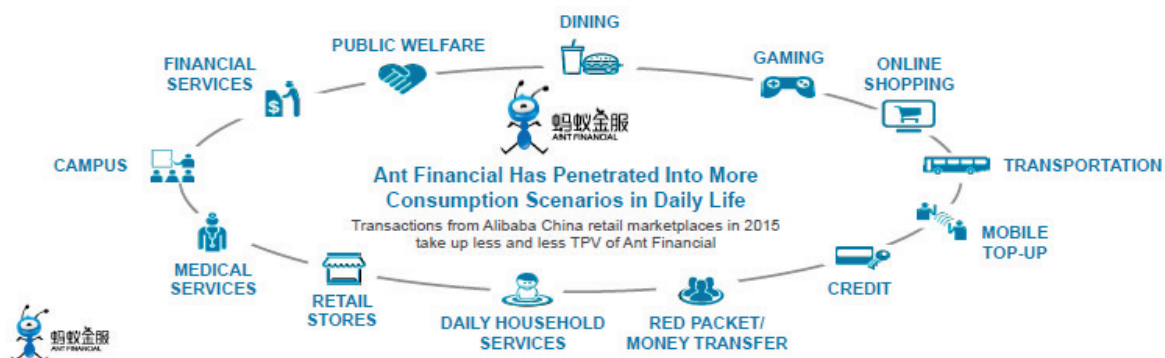 DINING
PUBLIC WELFARE
GAMING
ONLINE
SHOPPING
FINANCIAL
SERVICES
蚂蚁金服
ANT FINANCIAL
CAMPUS
TRANSPORTATION
Ant Financial Has Penetrated Into More
Consumption Scenarios in Daily Life
Transactions from Alibaba China retail marketplaces in 2015
take up less and less TPV of Ant Financial
MOBILE
TOP-UP
MEDICAL
SERVICES
CREDIT
RETAIL
STORES
DAILY HOUSEHOLD
SERVICES
RED PACKET/
MONEY TRANSFER
蚂蚁金服
ANT FINANCIAL